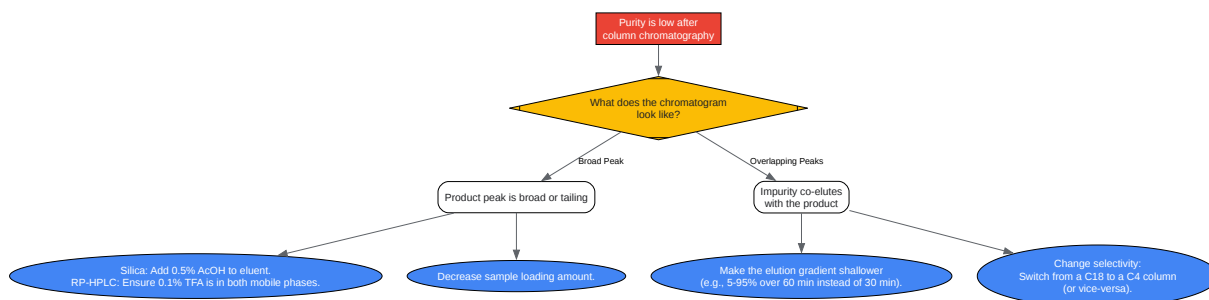 Purity is low after
column chromatography
What does the chromatogram
look like?
Broad Peak
Overlapping Peaks
Product peak is broad or tailing
Impurity co-elutes
with the product
Silica: Add 0.5% AcOH to eluent.
RP-HPLC: Ensure 0.1% TFA is in both mobile phases.
Decrease sample loading amount.
Make the elution gradient shallower
(e.g., 5-95% over 60 min instead of 30 min).
Change selectivity:
Switch from a C18 to a C4 column
(or vice-versa).